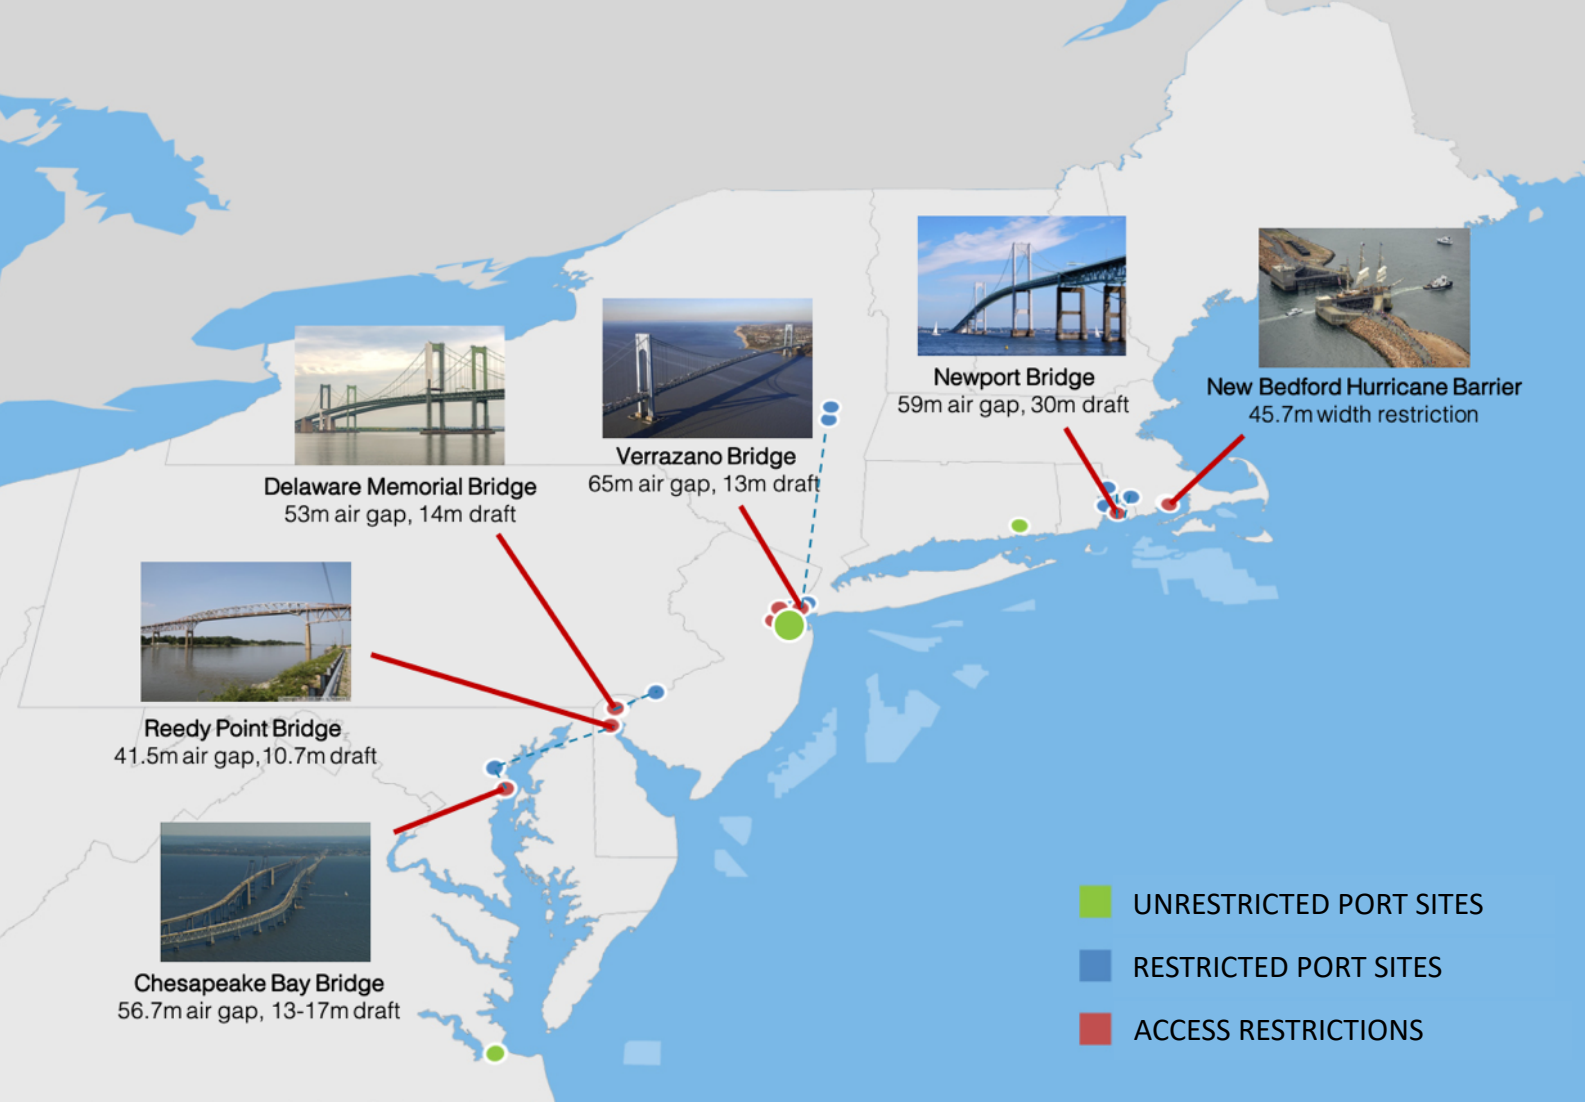 Newport Bridge
59m air gap, 30m draft
New Bedford Hurricane Barrier
45.7m width restriction
Verrazano Bridge
65m air gap, 13m draft
Delaware Memorial Bridge
53m air gap, 14m draft
Reedy Point Bridge
41.5m air gap, 10.7m draft
Chesapeake Bay Bridge
56.7m air gap, 13-17m draft
UNRESTRICTED PORT SITES
RESTRICTED PORT SITES
ACCESS RESTRICTIONS